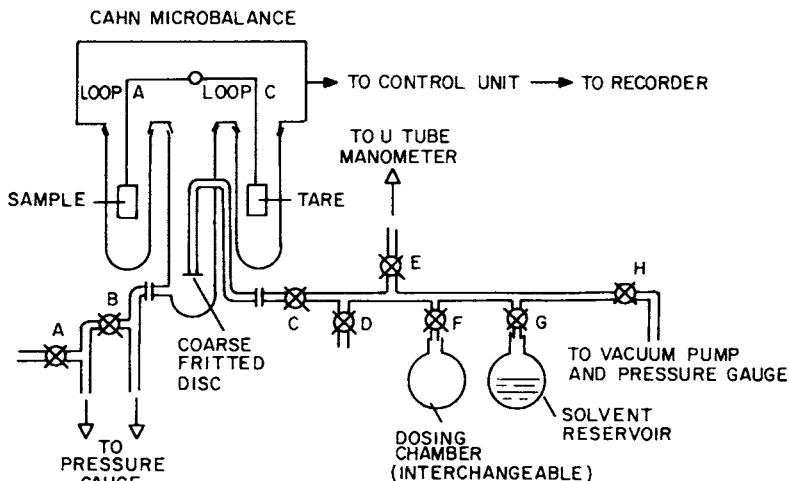 CAHN MICROBALANCE
LOOP A LOOP C
TO CONTROL UNIT TO RECORDER
TO U TUBE
MANOMETER
SAMPLE
TARE
E
H
B
A
C
D
F
G
COARSE
FRITTED
DISC
TO VACUUM PUMP
AND PRESSURE GAUGE
SOLVENT
RESERVOIR
DOSING
CHAMBER
(INTERCHANGEABLE)
TO
PRESSURE
GAUGE